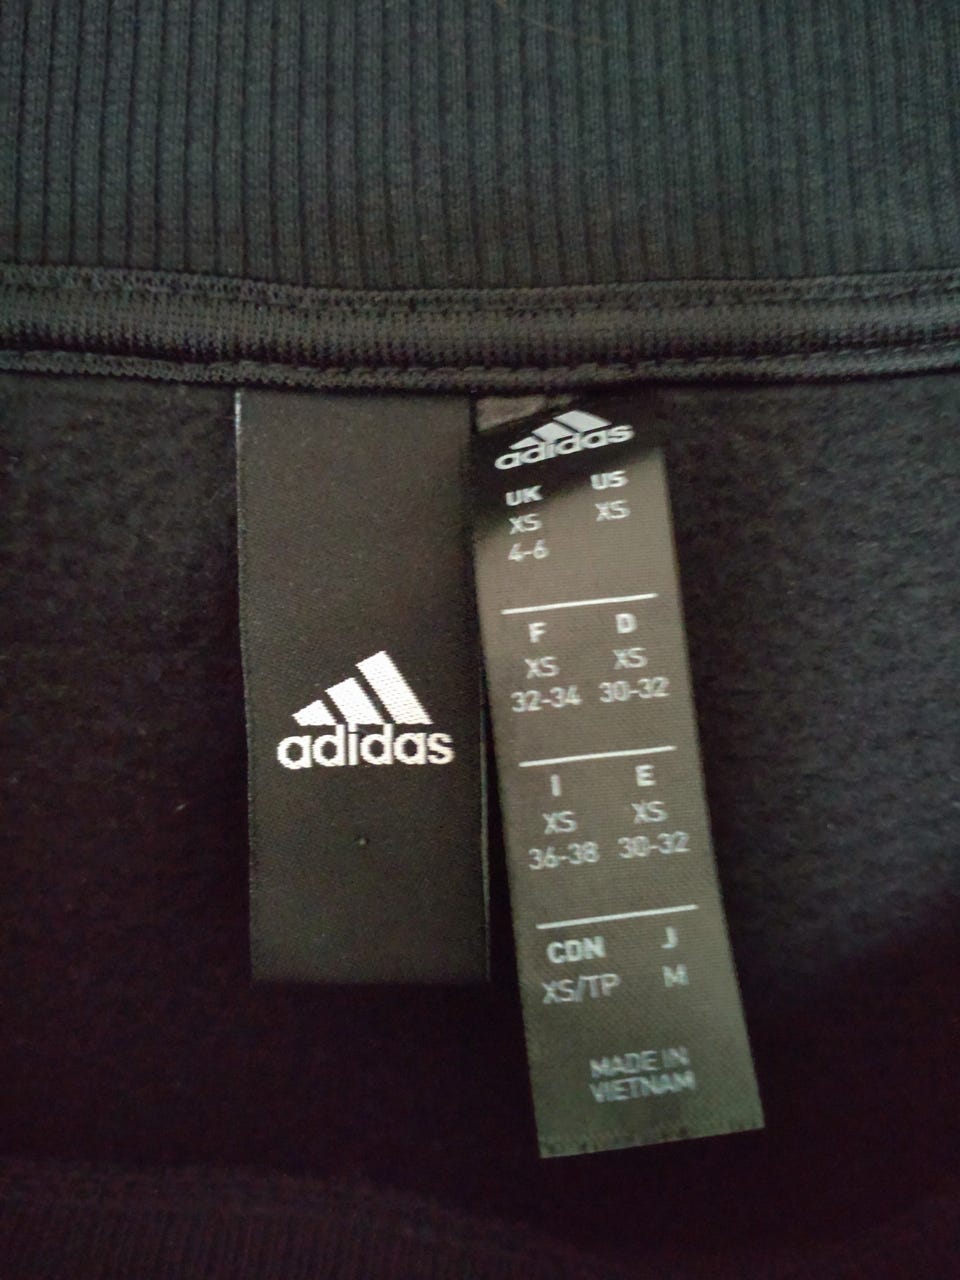 adidas
adidas
UK US
XS XS
4-6
F D
XS XS
32-34 30-32
I E
XS XS
36-38 30-32
CDN J
XS/TP M
MADE IN
VIETNAM